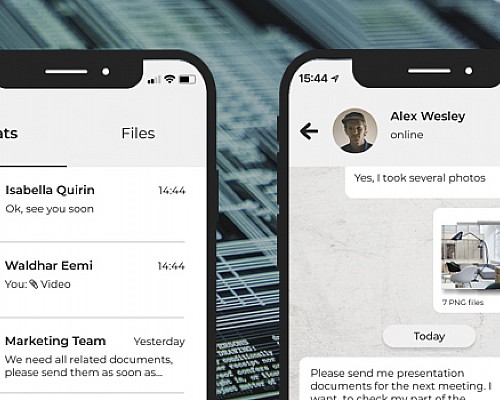 ats
Files
Isabella Quirin
14:44
Ok, see you soon
Waldhar Eemi
14:44
You: Video
Marketing Team
Yesterday
We need all related documents,
please send them as soon as...
15:44
Alex Wesley
online
Yes, I took several photos
7 PNG files
Today
Please send me presentation
documents for the next meeting. I
want, to check my part of the